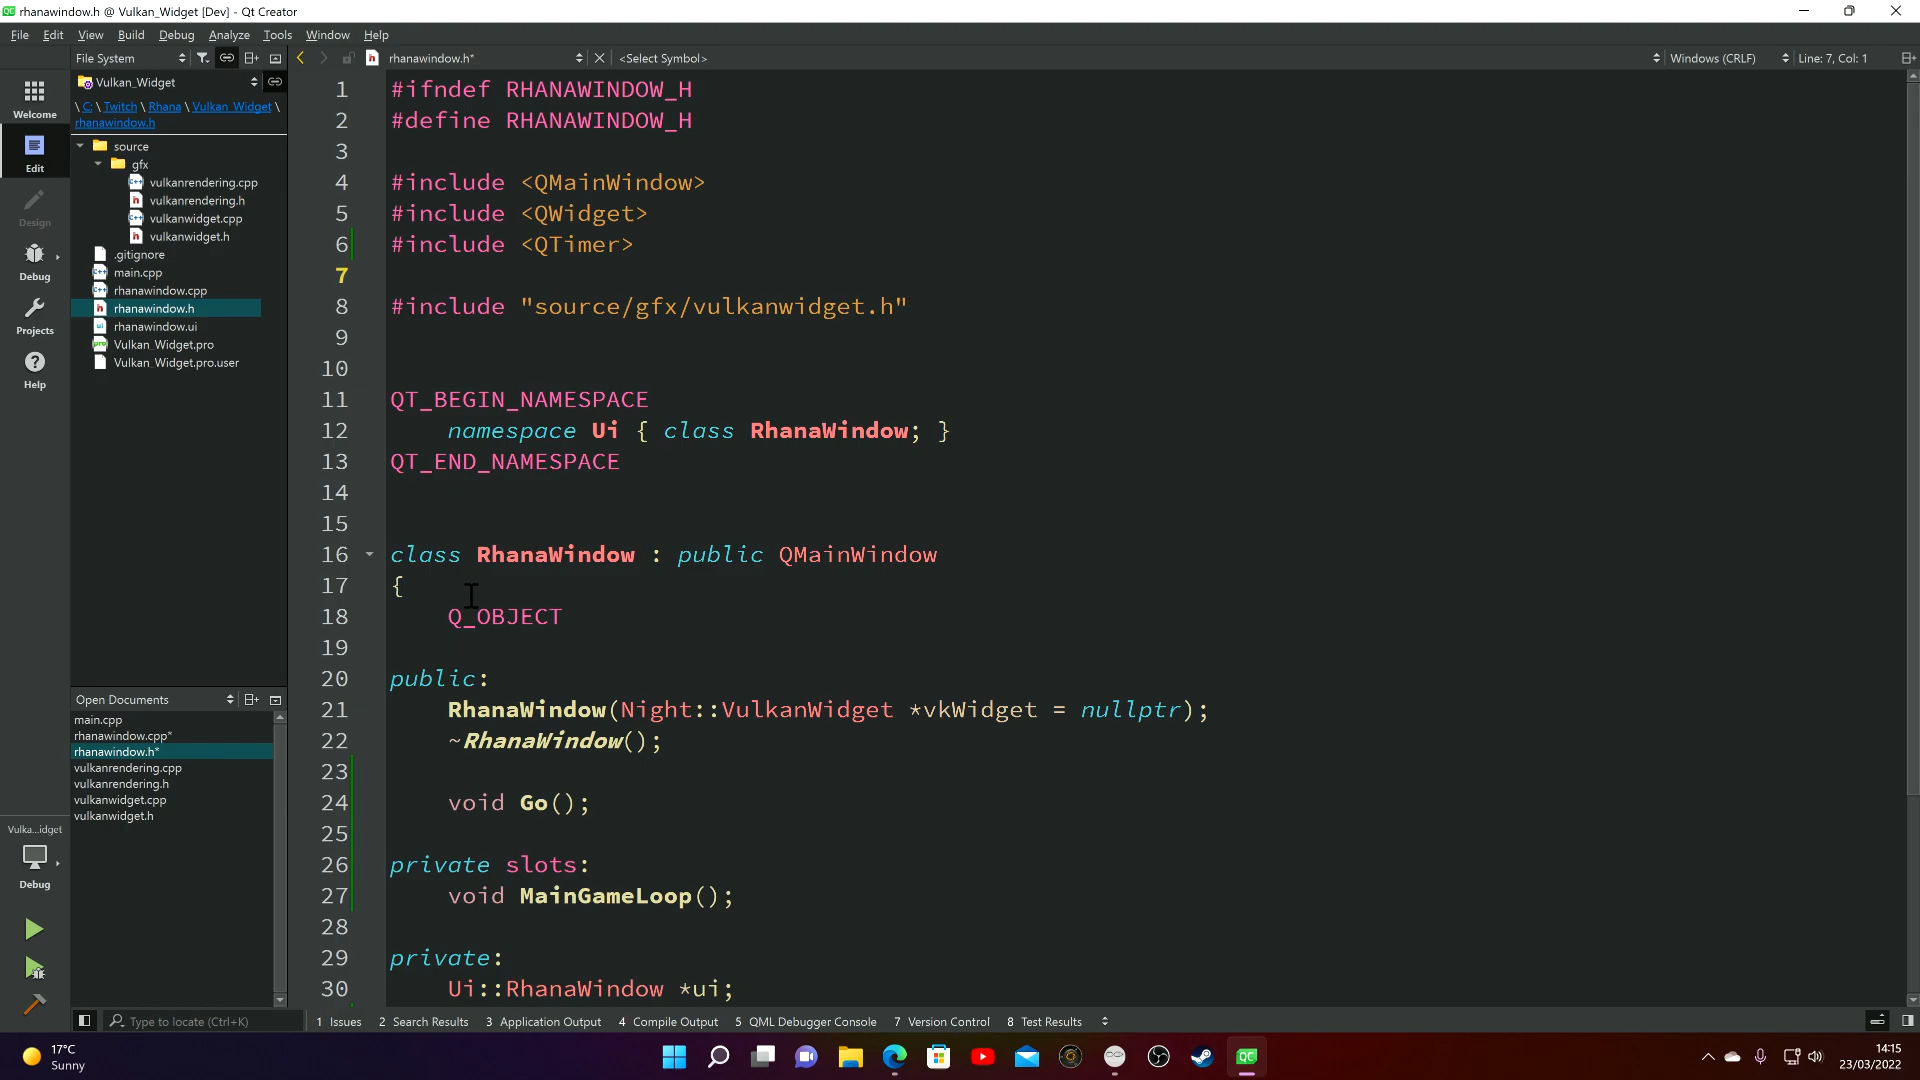 rhanawindow.h @ Vulkan_Widget [Dev] - Qt Creator
File Edit View Build Debug Analyze Tools Window Help
File System
rhanawindow.h*
<Select Symbol>
Windows (CRLF)
Line: 7, Col: 1
Vulkan_Widget
\ C: \ Twitch \ Rhana \ Vulkan_Widget \
rhanawindow.h
source
gfx
vulkanrendering.cpp
vulkanrendering.h
vulkanwidget.cpp
vulkanwidget.h
.gitignore
main.cpp
rhanawindow.cpp
rhanawindow.h
rhanawindow.ui
Vulkan_Widget.pro
Vulkan_Widget.pro.user
Welcome
Edit
Design
Debug
Projects
Help
Open Documents
main.cpp
rhanawindow.cpp*
rhanawindow.h*
vulkanrendering.cpp
vulkanrendering.h
vulkanwidget.cpp
vulkanwidget.h
Vulka...idget
Debug
1 #ifndef RHANAWINDOW_H
2 #define RHANAWINDOW_H
3
4 #include <QMainWindow>
5 #include <QWidget>
6 #include <QTimer>
7
8 #include "source/gfx/vulkanwidget.h"
9
10
11 QT_BEGIN_NAMESPACE
12 namespace Ui { class RhanaWindow; }
13 QT_END_NAMESPACE
14
15
16 class RhanaWindow : public QMainWindow
17 {
18 Q_OBJECT
19
20 public:
21 RhanaWindow(Night::VulkanWidget *vkWidget = nullptr);
22 ~RhanaWindow();
23
24 void Go();
25
26 private slots:
27 void MainGameLoop();
28
29 private:
30 Ui::RhanaWindow *ui;
Type to locate (Ctrl+K)
1 Issues 2 Search Results 3 Application Output 4 Compile Output 5 QML Debugger Console 7 Version Control 8 Test Results
17°C
Sunny
QC
14:15
23/03/2022